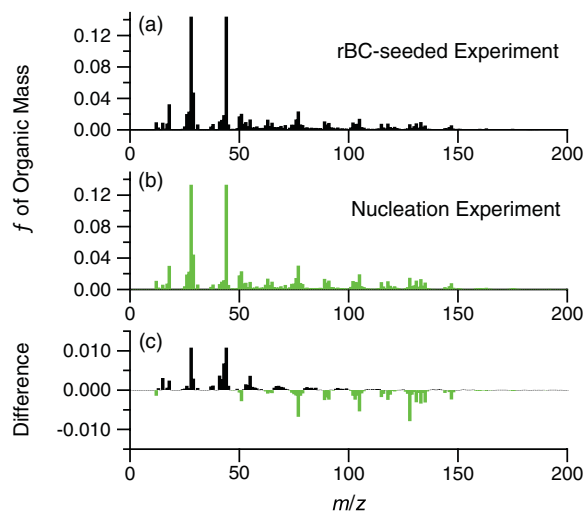 (a)
rBC-seeded Experiment
0.12
0.08
0.04
0.00
0 50 100 150 200
(b)
Nucleation Experiment
0.12
0.08
0.04
0.00
0 50 100 150 200
ƒ of Organic Mass
(c)
0.010
0.000
-0.010
Difference
0 50 100 150 200
m/z